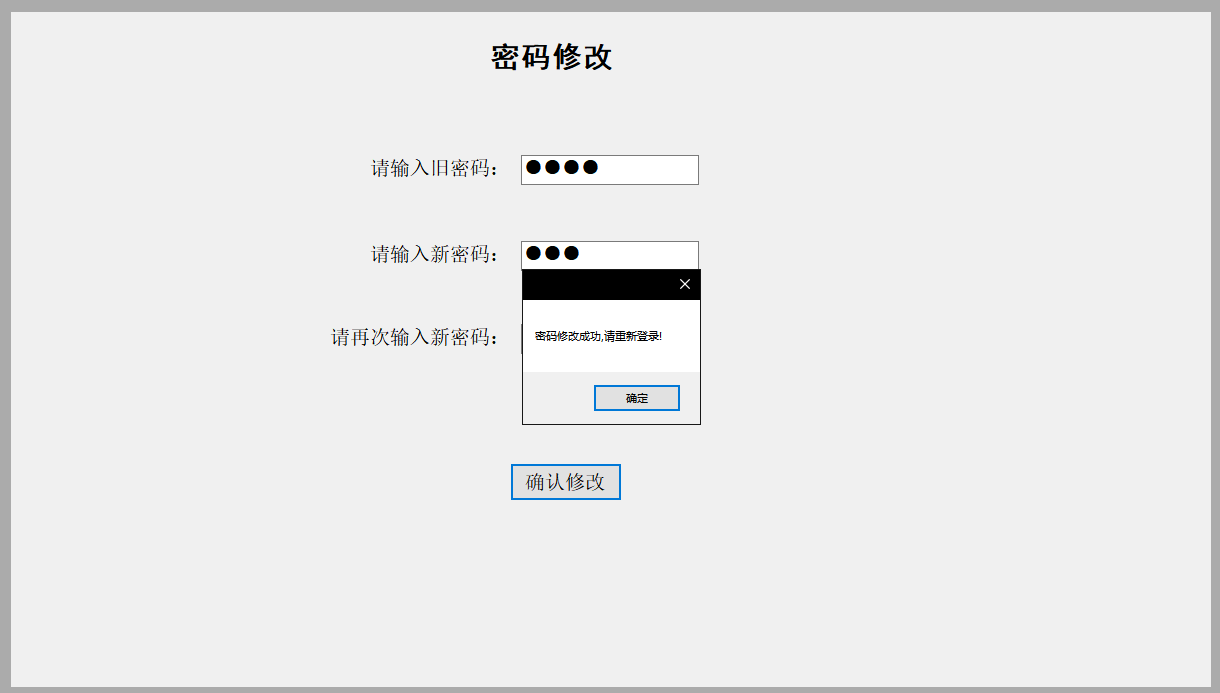 密码修改
请输入旧密码： ●●●●
请输入新密码： ●●●
请再次输入新密码：
密码修改成功,请重新登录!
确定
确认修改